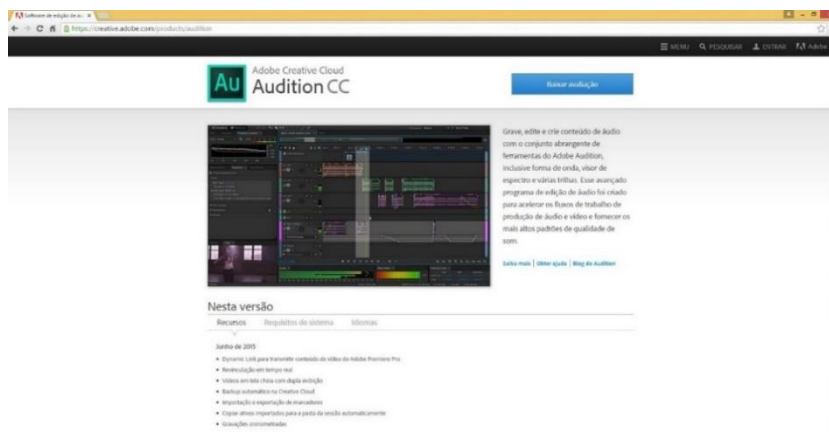 Software de edição de áu...
https://creative.adobe.com/products/audition
MENU PESQUISAR ENTRAR Adobe
Au
Adobe Creative Cloud
Audition CC
Baixar avaliação
Grave, edite e crie conteúdo de áudio
com o conjunto abrangente de
ferramentas do Adobe Audition,
inclusive forma de onda, visor de
espectro e várias trilhas. Esse avançado
programa de edição de áudio foi criado
para acelerar os fluxos de trabalho de
produção de áudio e vídeo e fornecer os
mais altos padrões de qualidade de
som.
Saiba mais | Obter ajuda | Blog do Audition
Nesta versão
Recursos Requisitos do sistema Idiomas
Junho de 2015
• Dynamic Link para transmitir conteúdo de vídeo do Adobe Premiere Pro
• Revinculação em tempo real
• Vídeos em tela cheia com dupla exibição
• Backup automático na Creative Cloud
• Importação e exportação de marcadores
• Copiar ativos importados para a pasta da sessão automaticamente
• Gravações cronometradas